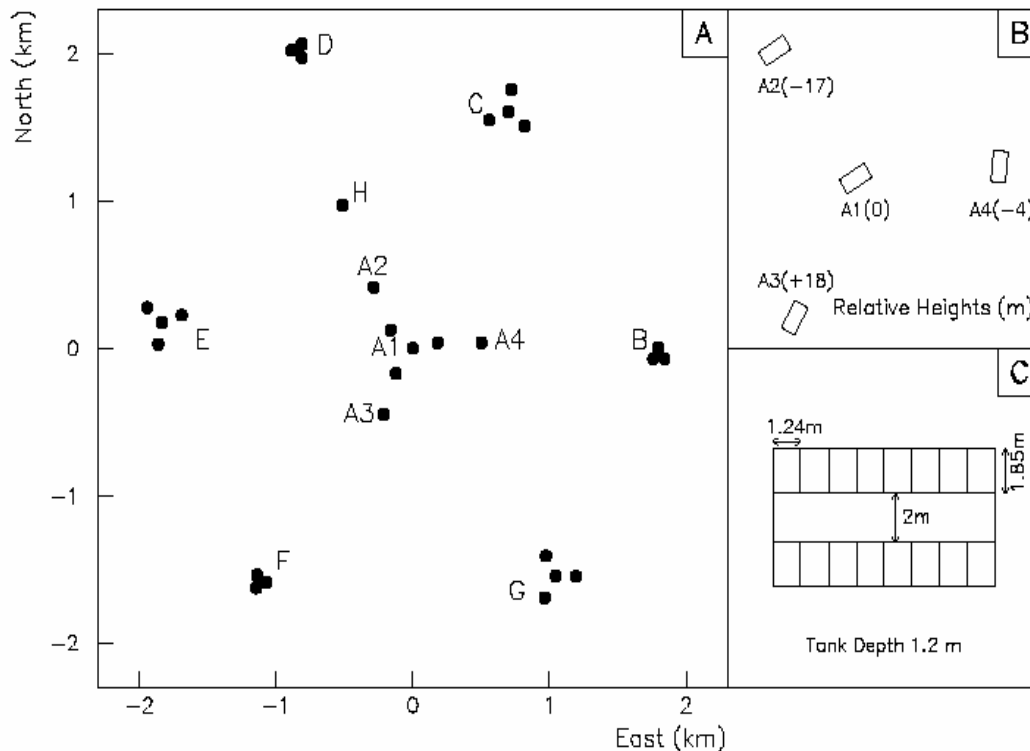 North (km)
2
1
0
−1
−2
A
D
C
H
A2
A1
A4
A3
E
B
F
G
−2
−1
0
1
2
East (km)
B
A2(−17)
A1(0)
A4(−4)
A3(+18)
Relative Heights (m)
C
1.24m
1.85m
2m
Tank Depth 1.2 m